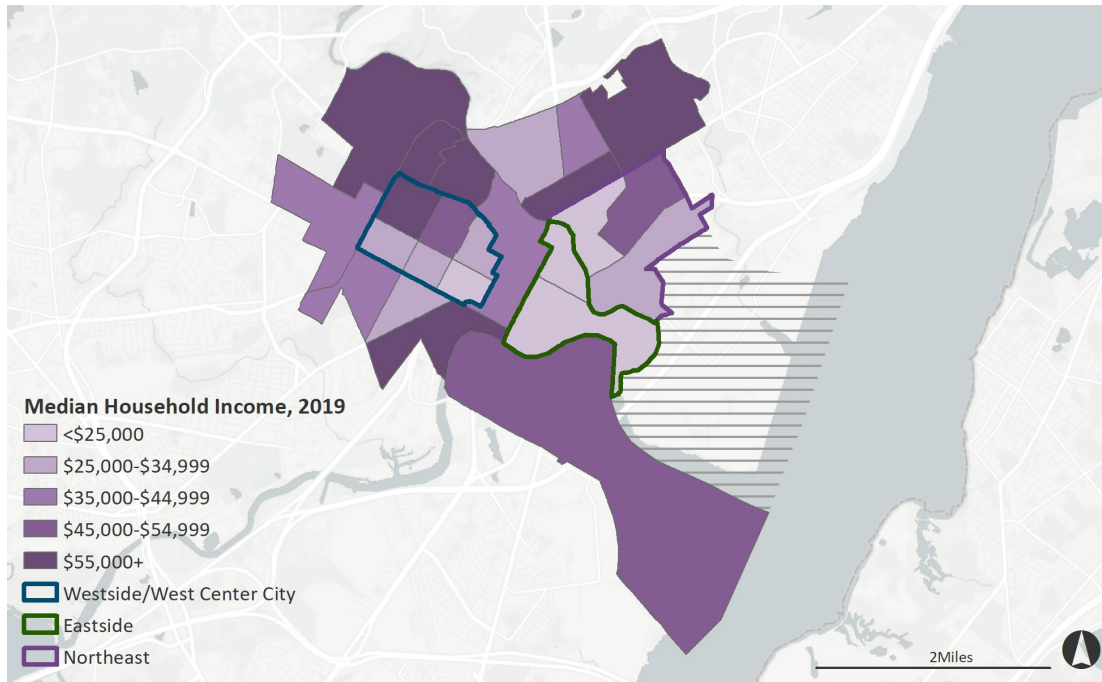 Median Household Income, 2019
<$25,000
$25,000-$34,999
$35,000-$44,999
$45,000-$54,999
$55,000+
Westside/West Center City
Eastside
Northeast
2Miles